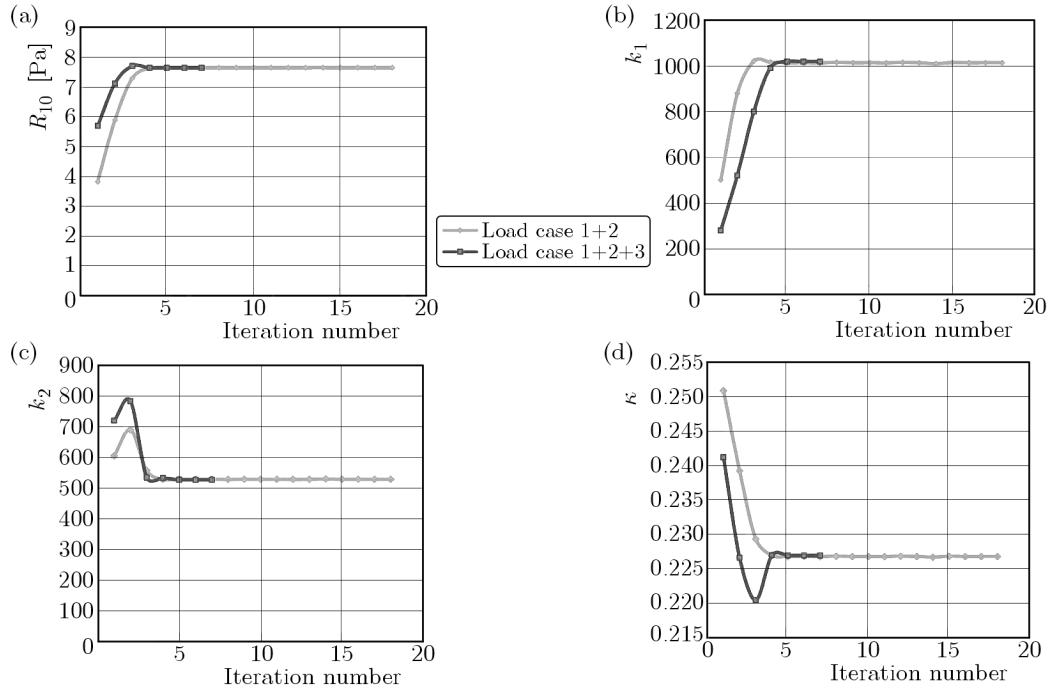 (a)
R10 [Pa]
9
8
7
6
5
4
3
2
1
0
5 10 15 20
Iteration number
(b)
k1
1200
1000
800
600
400
200
0
5 10 15 20
Iteration number
Load case 1+2
Load case 1+2+3
(c)
k2
900
800
700
600
500
400
300
200
100
0
5 10 15 20
Iteration number
(d)
κ
0.255
0.250
0.245
0.240
0.235
0.230
0.225
0.220
0.215
0 5 10 15 20
Iteration number